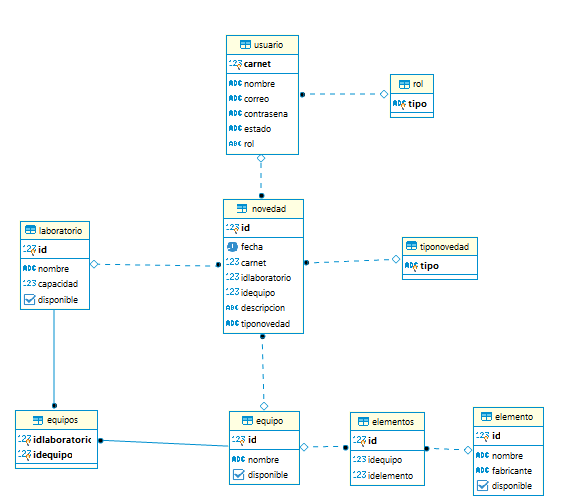 usuario
123 carnet
ABC nombre
ABC correo
ABC contrasena
ABC estado
ABC rol
rol
ABC tipo
novedad
123 id
fecha
123 carnet
123 idlaboratorio
123 idequipo
ABC descripcion
ABC tiponovedad
laboratorio
123 id
ABC nombre
123 capacidad
disponible
tiponovedad
ABC tipo
equipos
123 idlaboratoric
123 idequipo
equipo
123 id
ABC nombre
disponible
elementos
123 id
123 idequipo
123 idelemento
elemento
123 id
ABC nombre
ABC fabricante
disponible